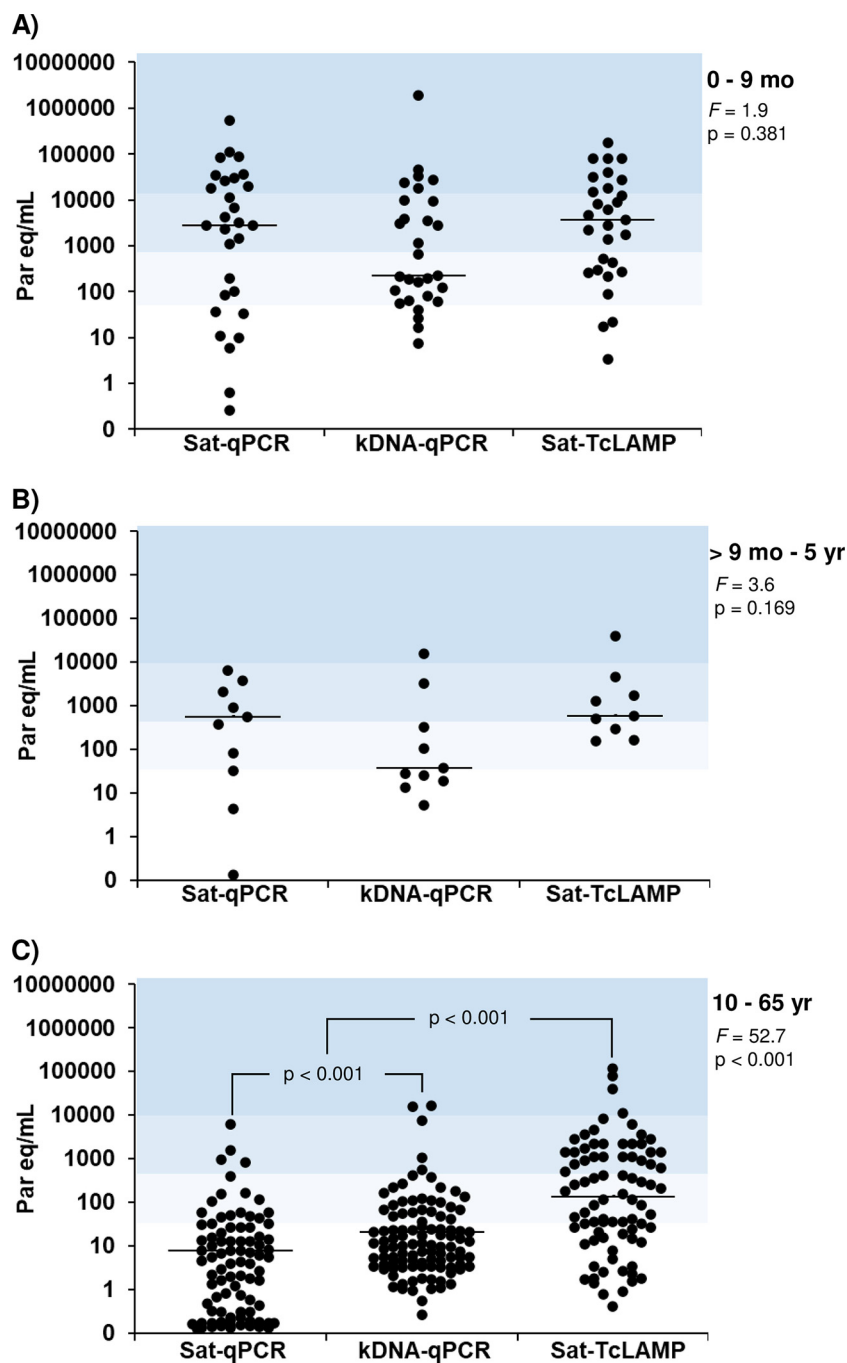 A)
10000000
1000000
100000
10000
1000
100
10
1
0
Par eq/mL
Sat-qPCR kDNA-qPCR Sat-TcLAMP
0 - 9 mo
F = 1.9
p = 0.381
B)
10000000
1000000
100000
10000
1000
100
10
1
0
Par eq/mL
Sat-qPCR kDNA-qPCR Sat-TcLAMP
> 9 mo - 5 yr
F = 3.6
p = 0.169
C)
10000000
1000000
100000
10000
1000
100
10
1
0
Par eq/mL
p < 0.001
p < 0.001
Sat-qPCR kDNA-qPCR Sat-TcLAMP
10 - 65 yr
F = 52.7
p < 0.001